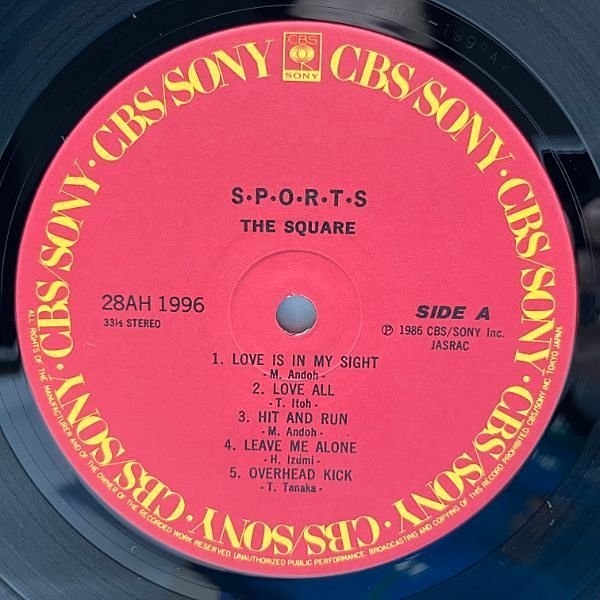 28AH-1996A1
CBS/SONY · CBS/SONY · CBS/SONY · CBS/SONY · CBS/SONY · CBS/SONY · CBS/SONY · CBS/SONY
CBS
SONY
S·P·O·R·T·S
THE SQUARE
28AH 1996
33⅓ STEREO
SIDE A
Ⓟ 1986 CBS/SONY Inc.
JASRAC
1. LOVE IS IN MY SIGHT
- M. Andoh -
2. LOVE ALL
- T. Itoh -
3. HIT AND RUN
- M. Andoh -
4. LEAVE ME ALONE
- H. Izumi -
5. OVERHEAD KICK
- T. Tanaka -
ALL RIGHTS OF THE MANUFACTURER AND OF THE OWNER OF THE RECORDED WORK RESERVED. UNAUTHORIZED PUBLIC PERFORMANCE, BROADCASTING AND COPYING OF THIS RECORD PROHIBITED. CBS/SONY INC. TOKYO JAPAN.